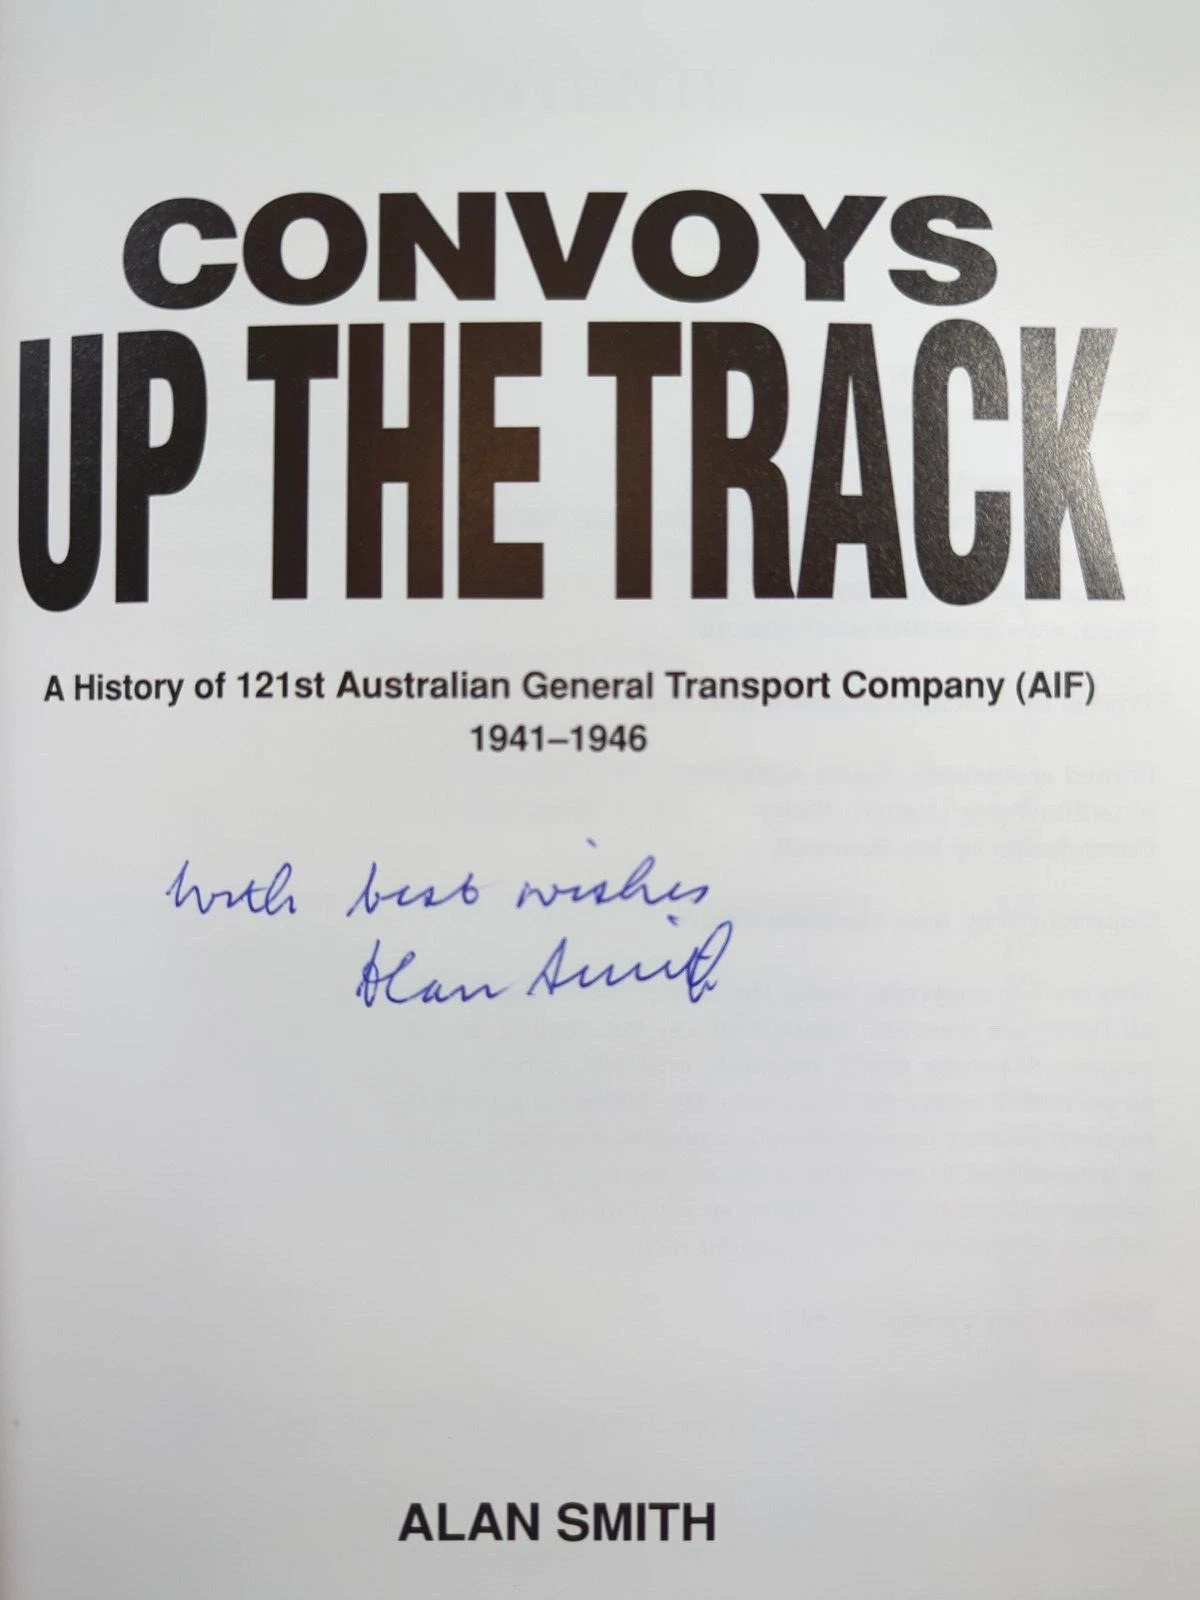 CONVOYS
UP THE TRACK
A History of 121st Australian General Transport Company (AIF)
1941–1946
With best wishes
Alan Smith
ALAN SMITH